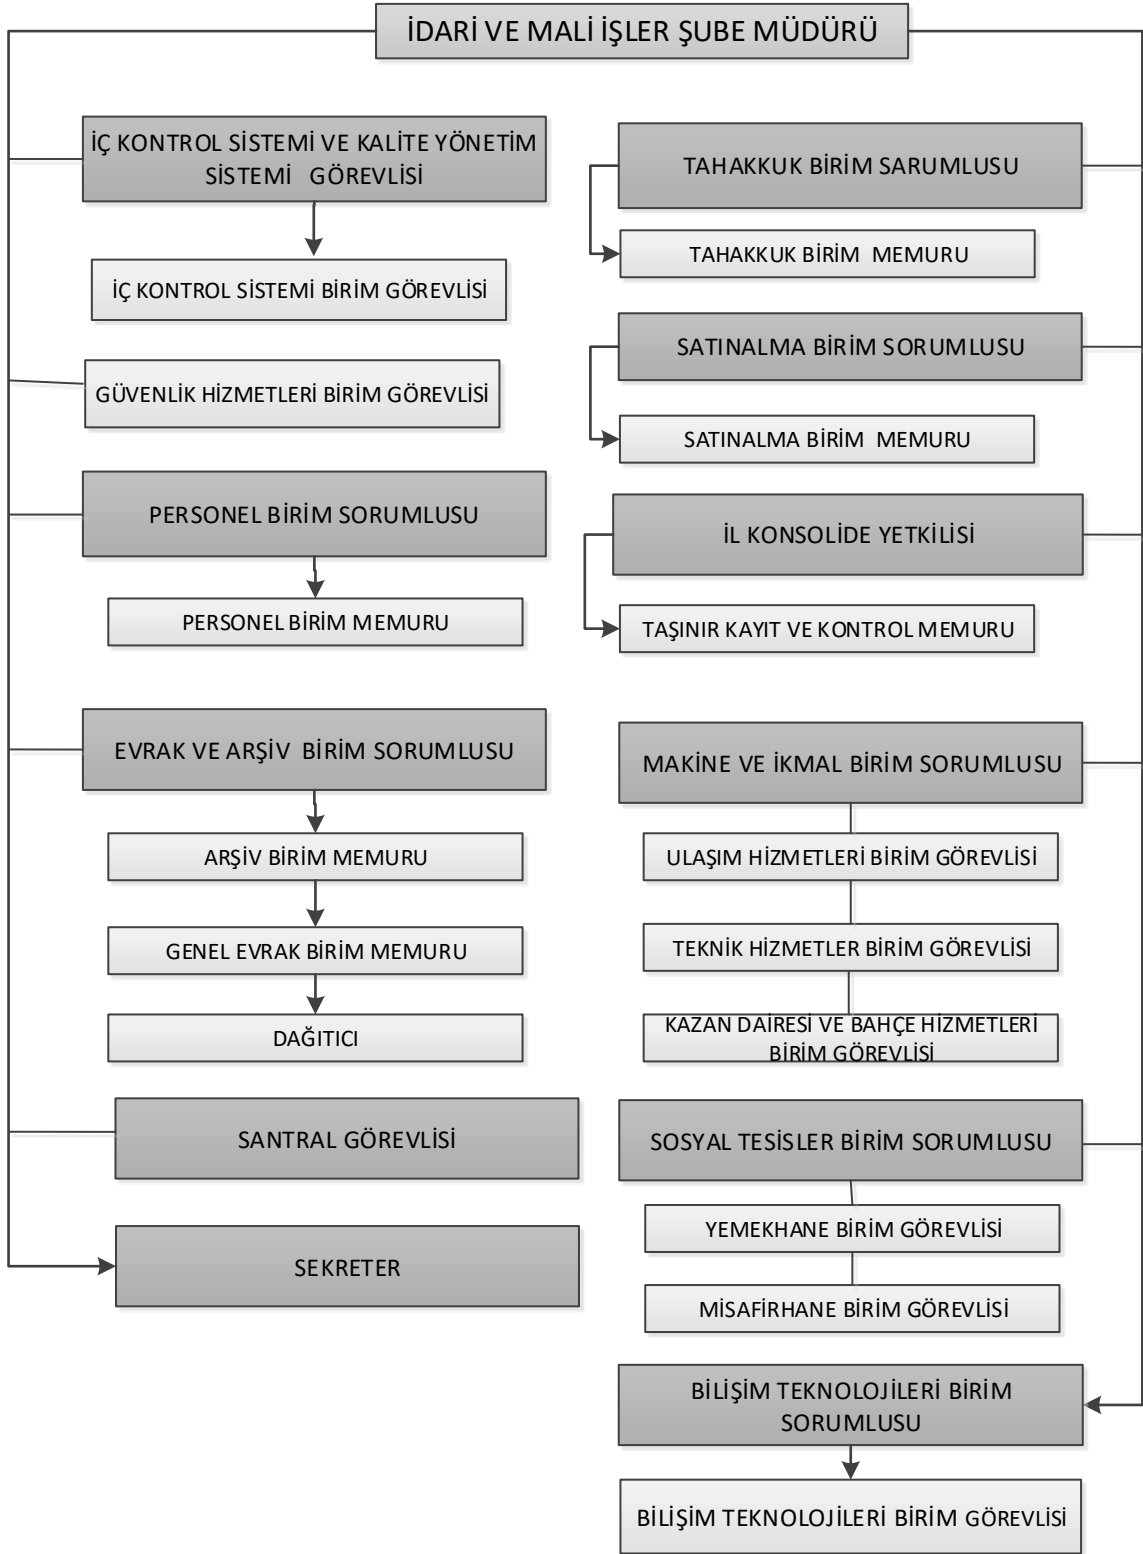 İDARİ VE MALİ İŞLER ŞUBE MÜDÜRÜ
İÇ KONTROL SİSTEMİ VE KALİTE YÖNETİM
SİSTEMİ GÖREVLİSİ
İÇ KONTROL SİSTEMİ BİRİM GÖREVLİSİ
GÜVENLİK HİZMETLERİ BİRİM GÖREVLİSİ
PERSONEL BİRİM SORUMLUSU
PERSONEL BİRİM MEMURU
EVRAK VE ARŞİV BİRİM SORUMLUSU
ARŞİV BİRİM MEMURU
GENEL EVRAK BİRİM MEMURU
DAĞITICI
SANTRAL GÖREVLİSİ
SEKRETER
TAHAKKUK BİRİM SARUMLUSU
TAHAKKUK BİRİM MEMURU
SATINALMA BİRİM SORUMLUSU
SATINALMA BİRİM MEMURU
İL KONSOLİDE YETKİLİSİ
TAŞINIR KAYIT VE KONTROL MEMURU
MAKİNE VE İKMAL BİRİM SORUMLUSU
ULAŞIM HİZMETLERİ BİRİM GÖREVLİSİ
TEKNİK HİZMETLER BİRİM GÖREVLİSİ
KAZAN DAİRESİ VE BAHÇE HİZMETLERİ
BİRİM GÖREVLİSİ
SOSYAL TESİSLER BİRİM SORUMLUSU
YEMEKHANE BİRİM GÖREVLİSİ
MİSAFİRHANE BİRİM GÖREVLİSİ
BİLİŞİM TEKNOLOJİLERİ BİRİM
SORUMLUSU
BİLİŞİM TEKNOLOJİLERİ BİRİM GÖREVLİSİ